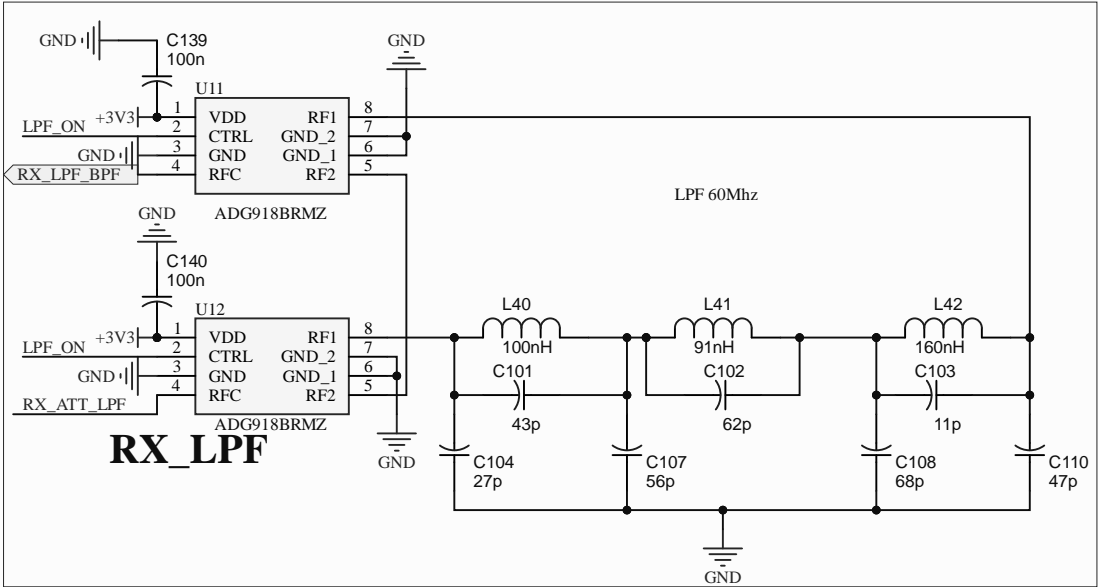 GND
C139
100n
GND
U11
+3V3
1
VDD
RF1
8
LPF_ON
2
CTRL
GND_2
7
GND
3
GND
GND_1
6
RX_LPF_BPF
4
RFC
RF2
5
ADG918BRMZ
LPF 60Mhz
GND
C140
100n
U12
+3V3
1
VDD
RF1
8
LPF_ON
2
CTRL
GND_2
7
GND
3
GND
GND_1
6
RX_ATT_LPF
4
RFC
RF2
5
ADG918BRMZ
RX_LPF
GND
L40
100nH
C101
43p
L41
91nH
C102
62p
L42
160nH
C103
11p
C104
27p
C107
56p
C108
68p
C110
47p
GND